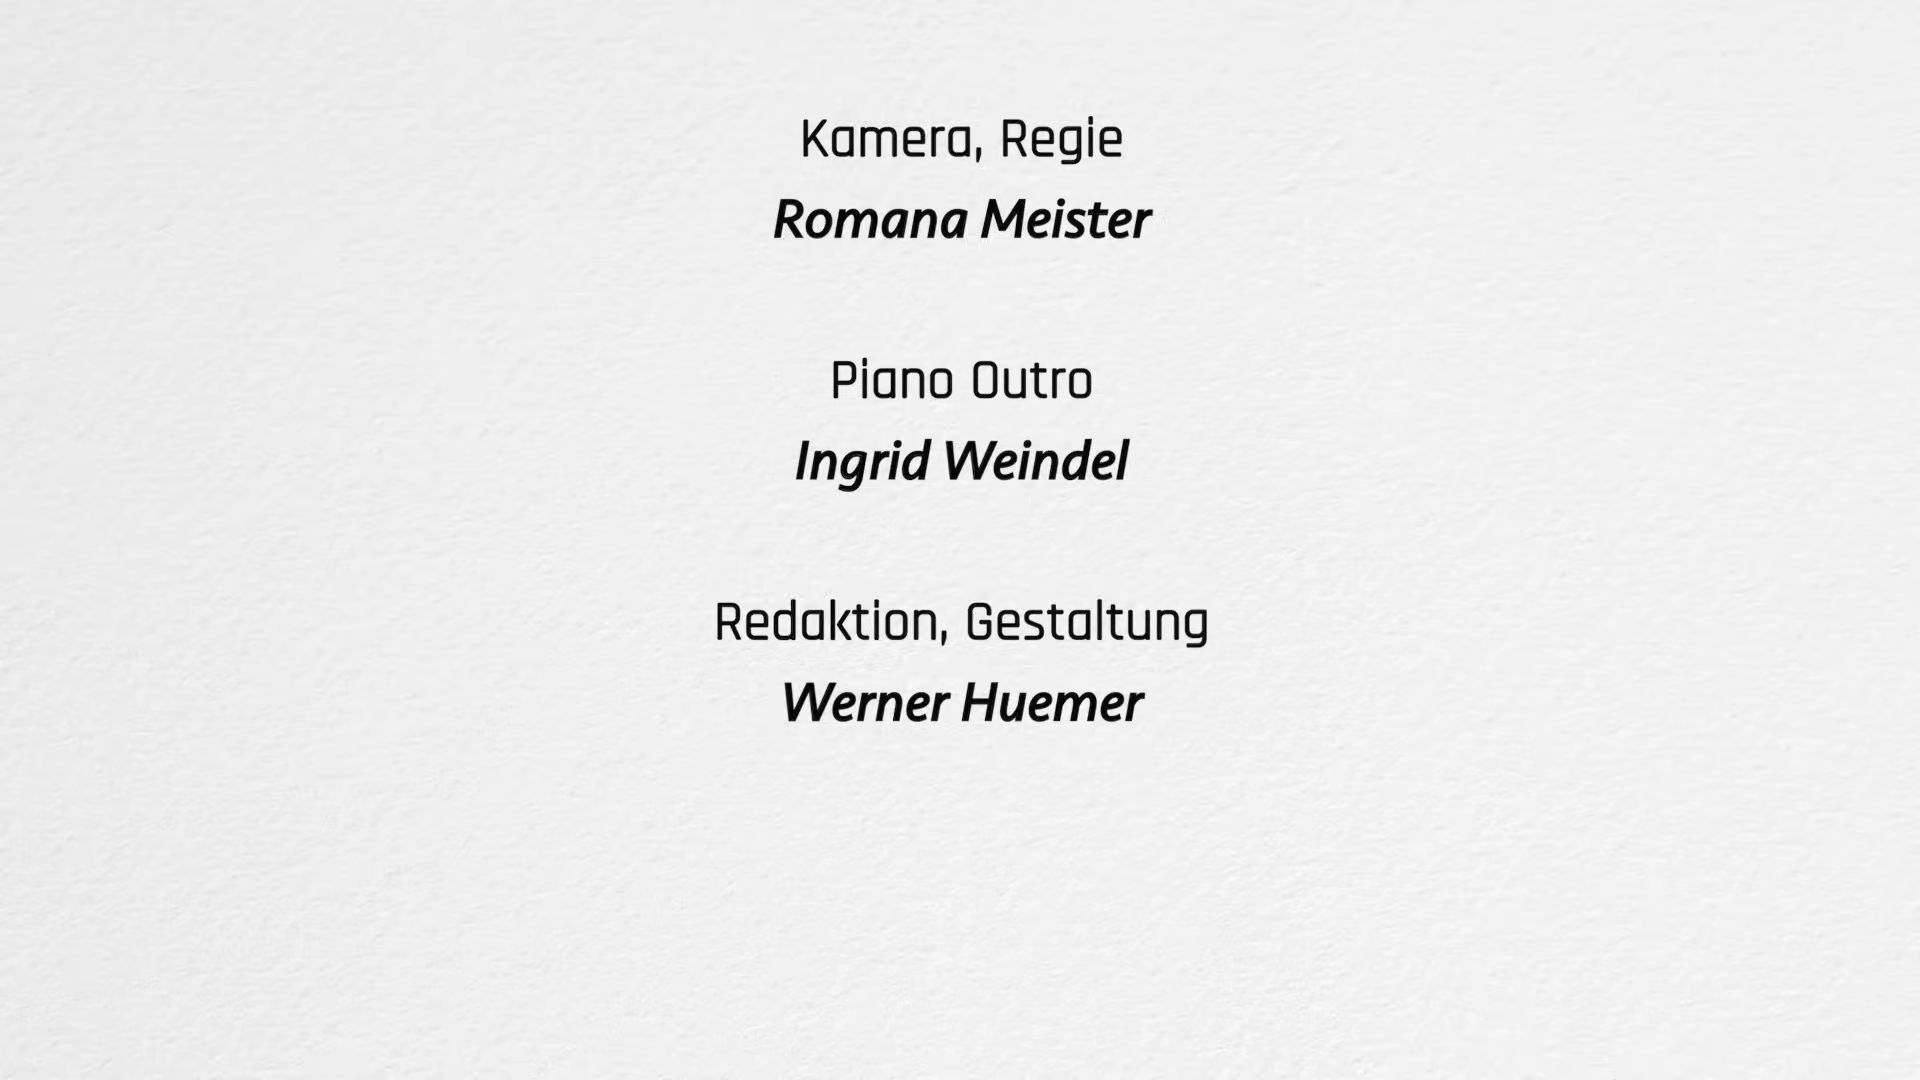 Kamera, Regie
Romana Meister
Piano Outro
Ingrid Weindel
Redaktion, Gestaltung
Werner Huemer